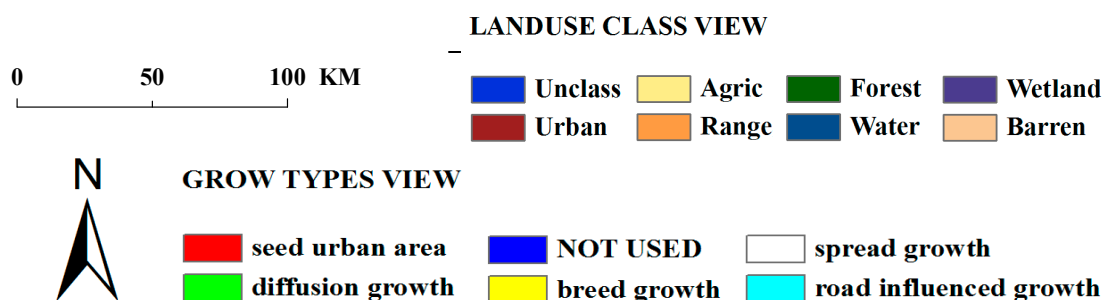 LANDUSE CLASS VIEW
0 50 100 KM
Unclass Agric Forest Wetland
Urban Range Water Barren
N
GROW TYPES VIEW
seed urban area NOT USED spread growth
diffusion growth breed growth road influenced growth